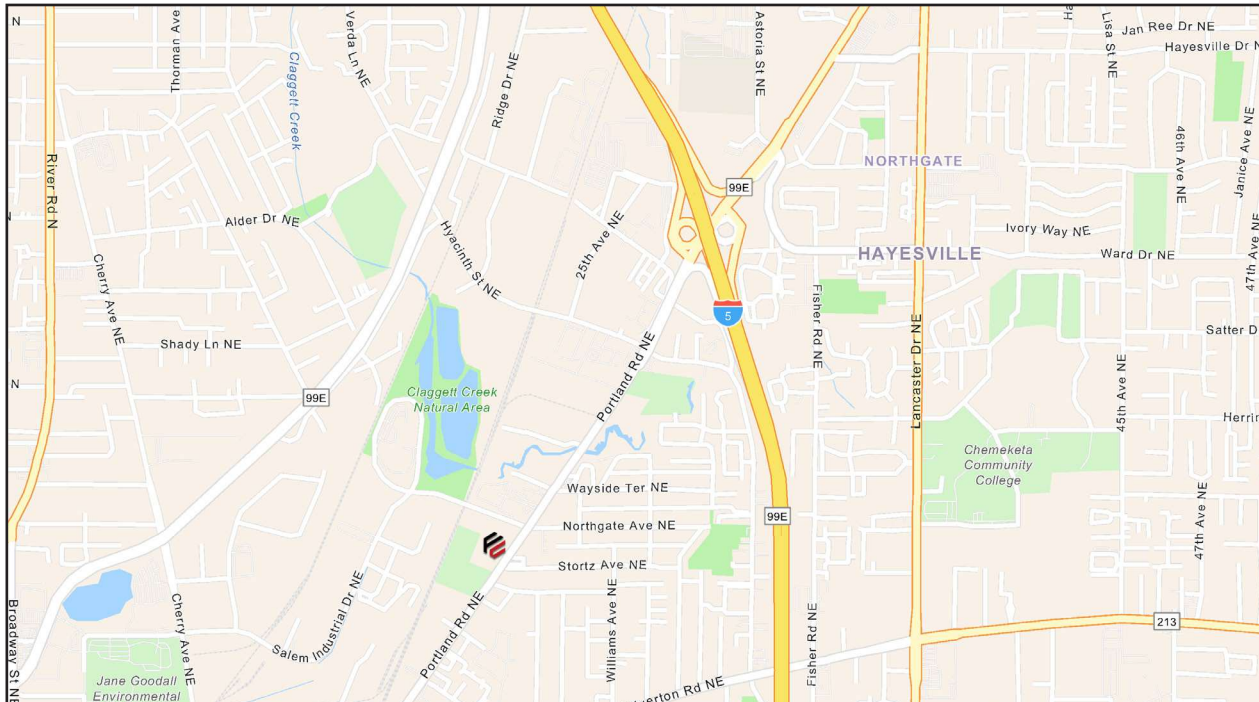 N
Thorman Ave
Verda Ln NE
Claggett Creek
Ridge Dr NE
Astoria St NE
Lisa St NE
Jan Ree Dr NE
Hayesville Dr N
River Rd N
99E
NORTHGATE
46th Ave NE
Janice Ave NE
Alder Dr NE
Hyacinth St NE
25th Ave NE
Ivory Way NE
HAYESVILLE
Ward Dr NE
47th Ave NE
Cherry Ave NE
5
Fisher Rd NE
Shady Ln NE
Satter D
Portland Rd NE
Lancaster Dr NE
45th Ave NE
N
99E
Claggett Creek
Natural Area
Herrin
Chemeketa
Community
College
Wayside Ter NE
99E
Northgate Ave NE
47th Ave NE
Stortz Ave NE
Broadway St NE
Cherry Ave NE
Salem Industrial Dr NE
Portland Rd NE
Williams Ave NE
Fisher Rd NE
213
Jane Goodall
Environmental
verton Rd NE